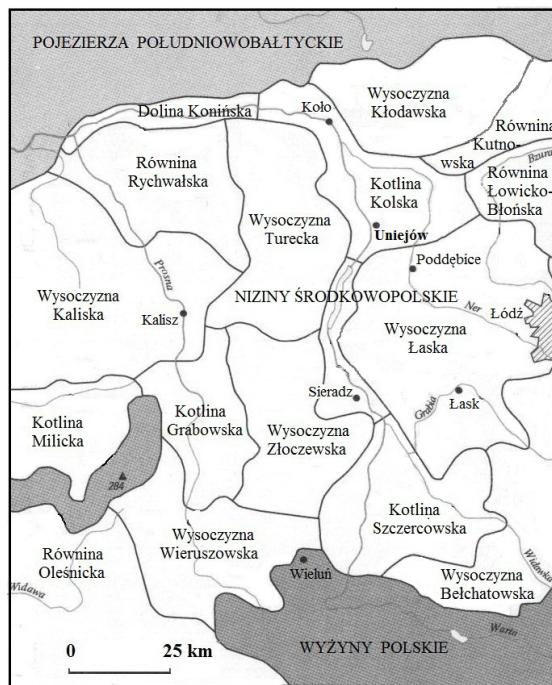 POJEZIERZA POŁUDNIOWOBAŁTYCKIE
Wysoczyzna
Kłodawska
Dolina Konińska
Koło
Równina
Kutno-
wska
Bzura
Równina
Łowicko-
Błońska
Równina
Rychwalska
Kotlina
Kolska
Wysoczyzna
Turecka
Uniejów
Poddębice
Prosna
Wysoczyzna
Kaliska
NIZINY ŚRODKOWOPOLSKIE
Ner
Łódź
Kalisz
Wysoczyzna
Łaska
Sieradz
Grabia
Łask
Kotlina
Milicka
Kotlina
Grabowska
Wysoczyzna
Złoczewska
284
Kotlina
Szczercowska
Wysoczyzna
Wieruszowska
Równina
Oleśnicka
Wieluń
Widawka
Wysoczyzna
Bełchatowska
Widawa
Warta
WYŻYNY POLSKIE
0 25 km